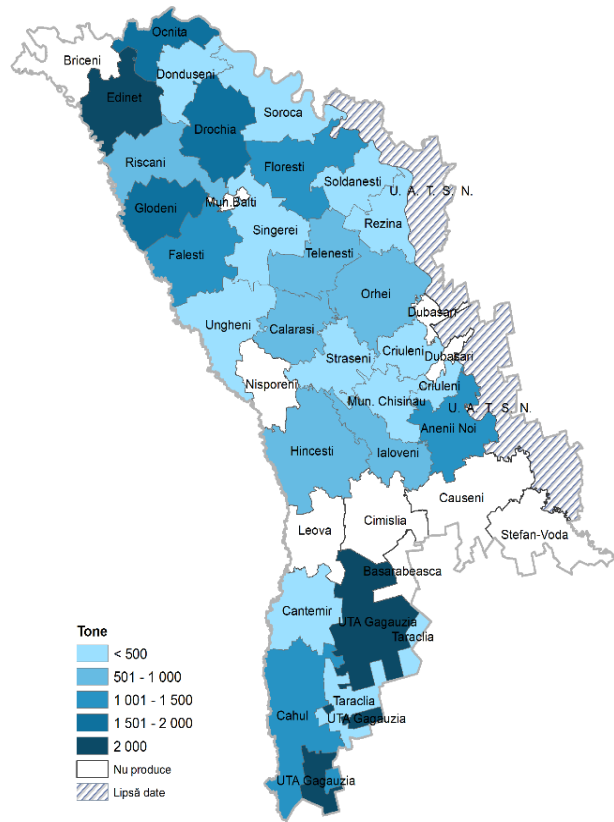 Ocnita
Briceni
Donduseni
Edinet
Soroca
Drochia
Riscani
Floresti
Soldanesti
U. A. T. S. N.
Glodeni
Mun.Balti
Rezina
Singerei
Falesti
Telenesti
Orhei
Dubasari
Ungheni
Calarasi
Criuleni
Straseni
Dubasari
Nisporeni
Criuleni
Mun. Chisinau
U. A. T. S. N.
Anenii Noi
Hincesti
Ialoveni
Causeni
Leova
Cimislia
Stefan-Voda
Basarabeasca
Cantemir
UTA Gagauzia
Taraclia
Taraclia
Cahul
UTA Gagauzia
UTA Gagauzia
Tone
< 500
501 - 1 000
1 001 - 1 500
1 501 - 2 000
2 000
Nu produce
Lipsă date